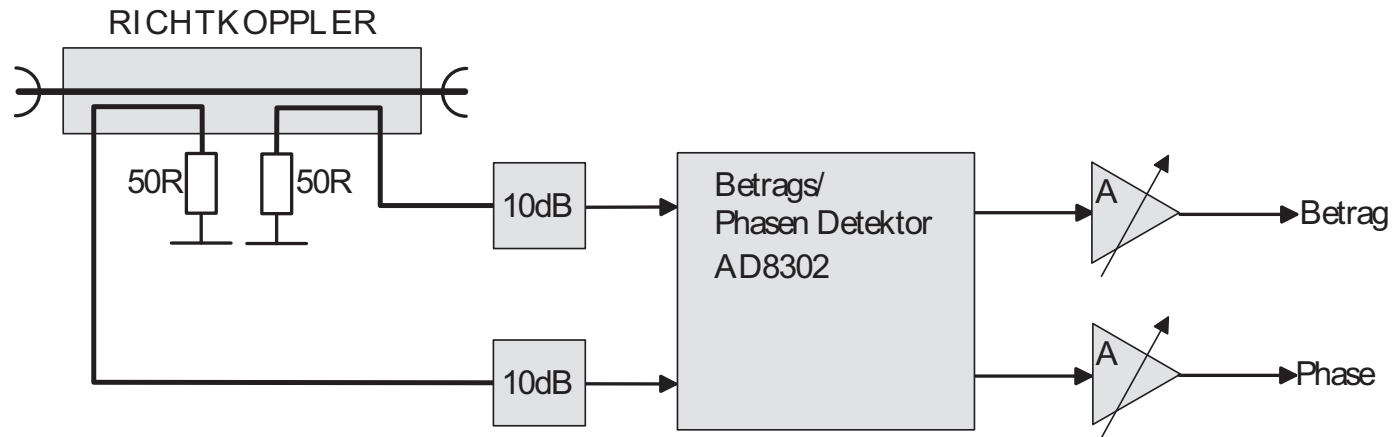 RICHTKOPPLER
50R
50R
10dB
Betrags/
Phasen Detektor
AD8302
A
Betrag
10dB
A
Phase